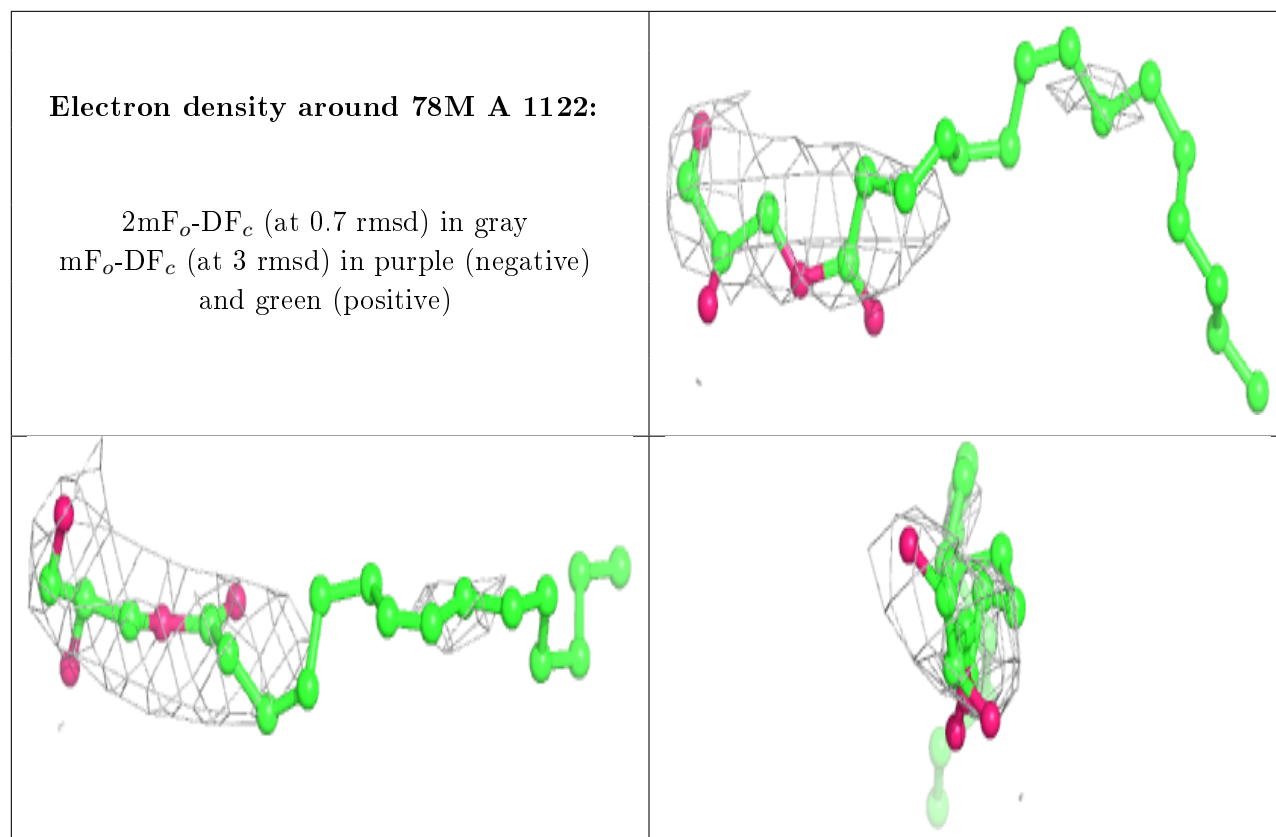 Electron density around 78M A 1122:
2mFₒ-DF𝒸 (at 0.7 rmsd) in gray
mFₒ-DF𝒸 (at 3 rmsd) in purple (negative)
and green (positive)